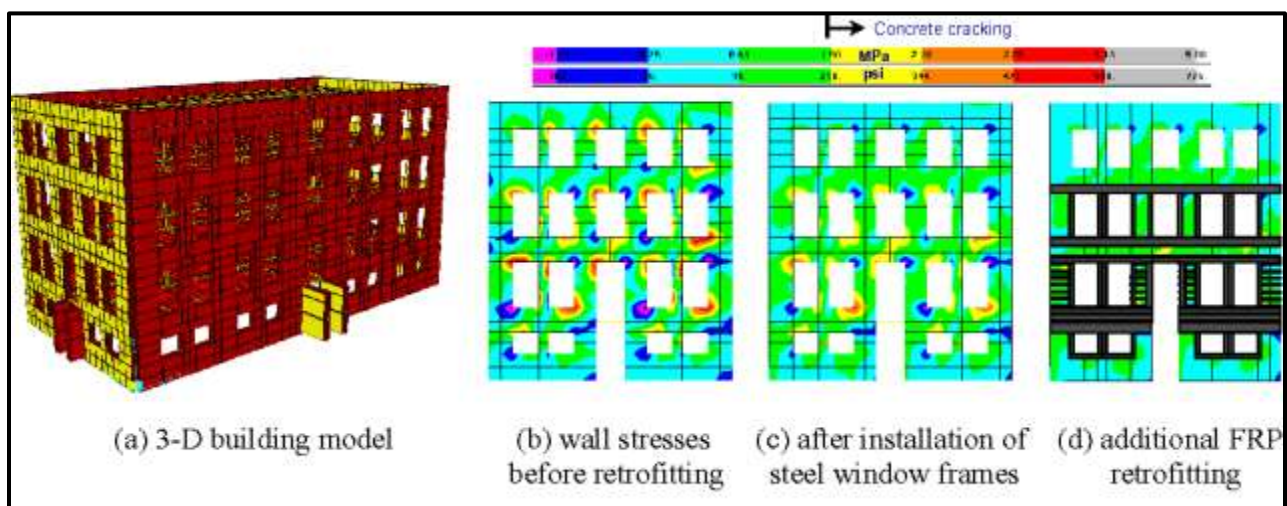 Concrete cracking
MPa
psi
(a) 3-D building model
(b) wall stresses
before retrofitting
(c) after installation of
steel window frames
(d) additional FRP
retrofitting